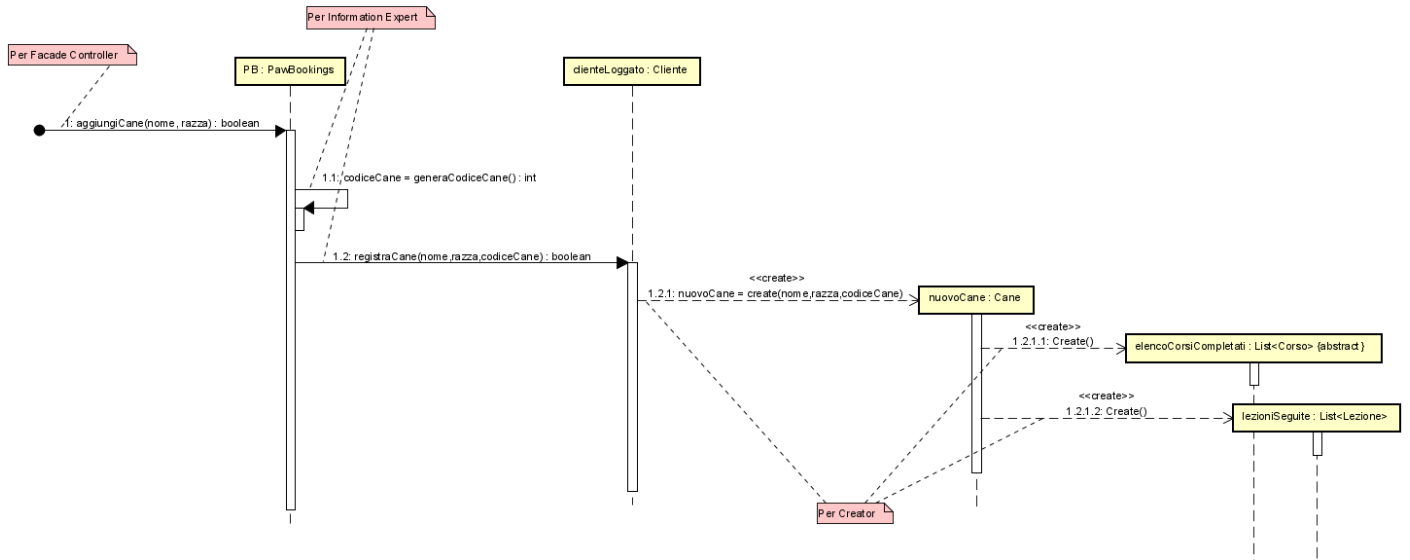 Per Information Expert
Per Facade Controller
PB : PawBookings
clienteLoggato : Cliente
1: aggiungiCane(nome, razza) : boolean
1.1: codiceCane = generaCodiceCane() : int
1.2: registraCane(nome,razza,codiceCane) : boolean
<<create>>
1.2.1: nuovoCane = create(nome,razza,codiceCane)
nuovoCane : Cane
<<create>>
1.2.1.1: Create()
elencoCorsiCompletati : List<Corso> {abstract}
<<create>>
1.2.1.2: Create()
lezioniSeguite : List<Lezione>
Per Creator